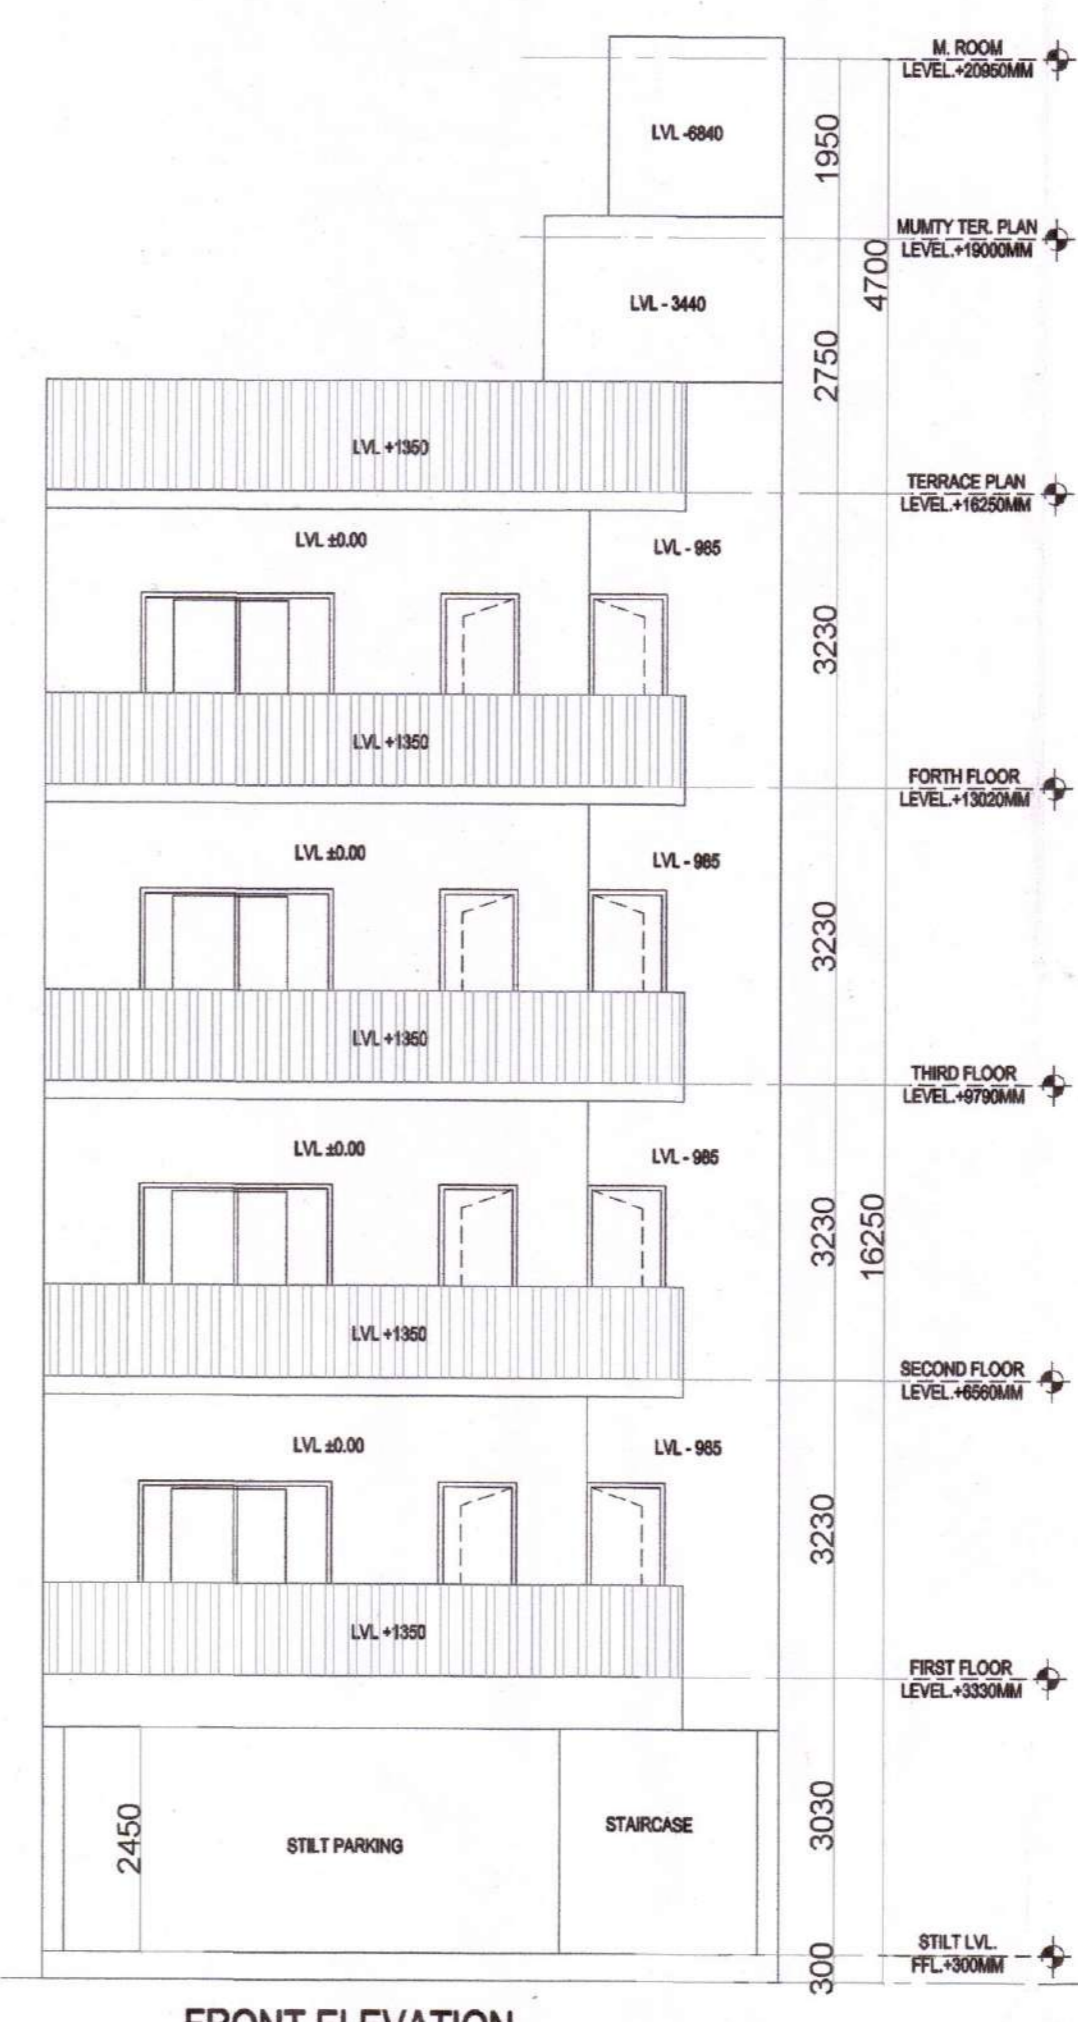 M. ROOM
LEVEL.+20950MM
LVL -6840
1950
MUMTY TER. PLAN
LEVEL.+19000MM
4700
LVL - 3440
2750
LVL +1350
TERRACE PLAN
LEVEL.+16250MM
LVL ±0.00
LVL - 985
3230
LVL +1350
FORTH FLOOR
LEVEL.+13020MM
LVL ±0.00
LVL - 985
3230
LVL +1350
THIRD FLOOR
LEVEL.+9790MM
LVL ±0.00
LVL - 985
3230
16250
LVL +1350
SECOND FLOOR
LEVEL.+6560MM
LVL ±0.00
LVL - 985
3230
LVL +1350
FIRST FLOOR
LEVEL.+3330MM
2450
STILT PARKING
STAIRCASE
3030
STILT LVL.
FFL.+300MM
300
FRONT ELEVATION